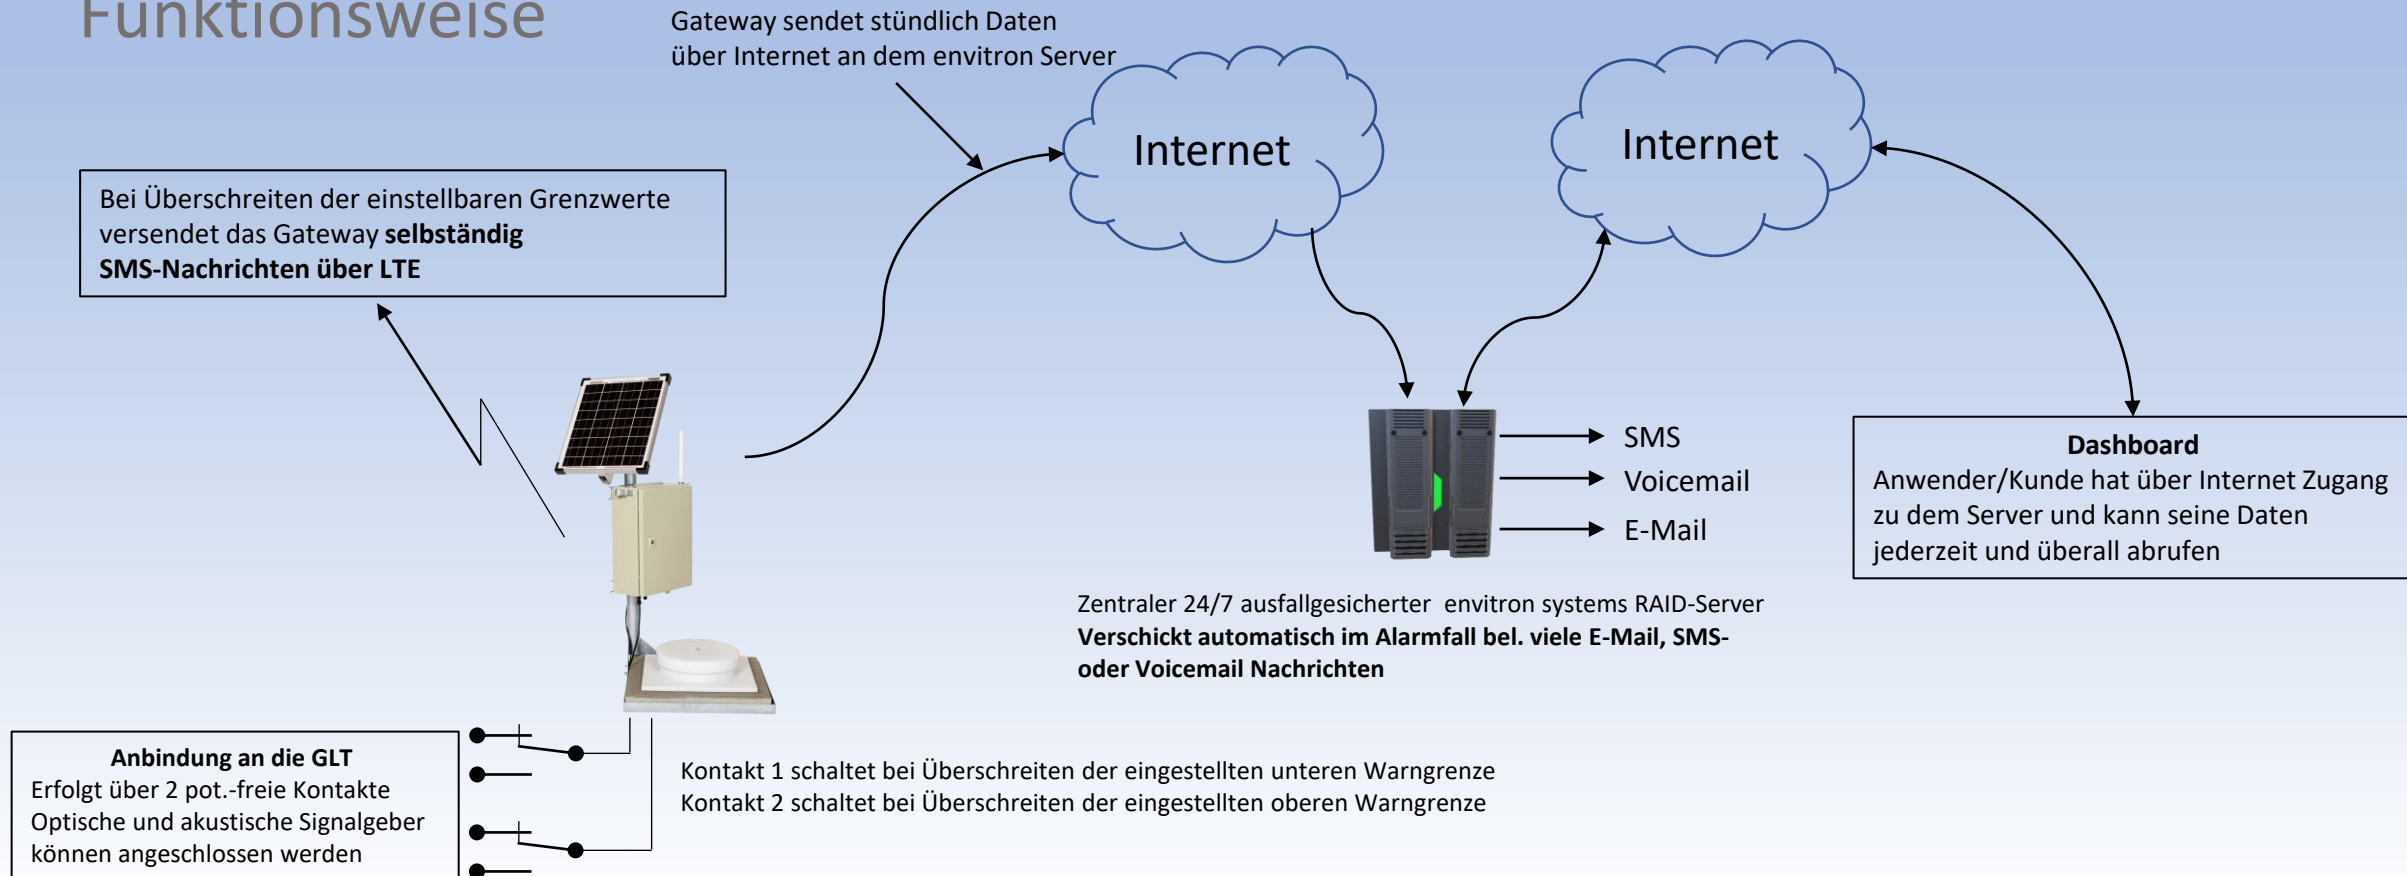 Funktionsweise
Gateway sendet stündlich Daten
über Internet an dem envitron Server
Internet
Internet
Bei Überschreiten der einstellbaren Grenzwerte
versendet das Gateway selbständig
SMS-Nachrichten über LTE
SMS
Voicemail
E-Mail
Dashboard
Anwender/Kunde hat über Internet Zugang
zu dem Server und kann seine Daten
jederzeit und überall abrufen
Zentraler 24/7 ausfallgesicherter envitron systems RAID-Server
Verschickt automatisch im Alarmfall bel. viele E-Mail, SMS-
oder Voicemail Nachrichten
Anbindung an die GLT
Erfolgt über 2 pot.-freie Kontakte
Optische und akustische Signalgeber
können angeschlossen werden
Kontakt 1 schaltet bei Überschreiten der eingestellten unteren Warngrenze
Kontakt 2 schaltet bei Überschreiten der eingestellten oberen Warngrenze